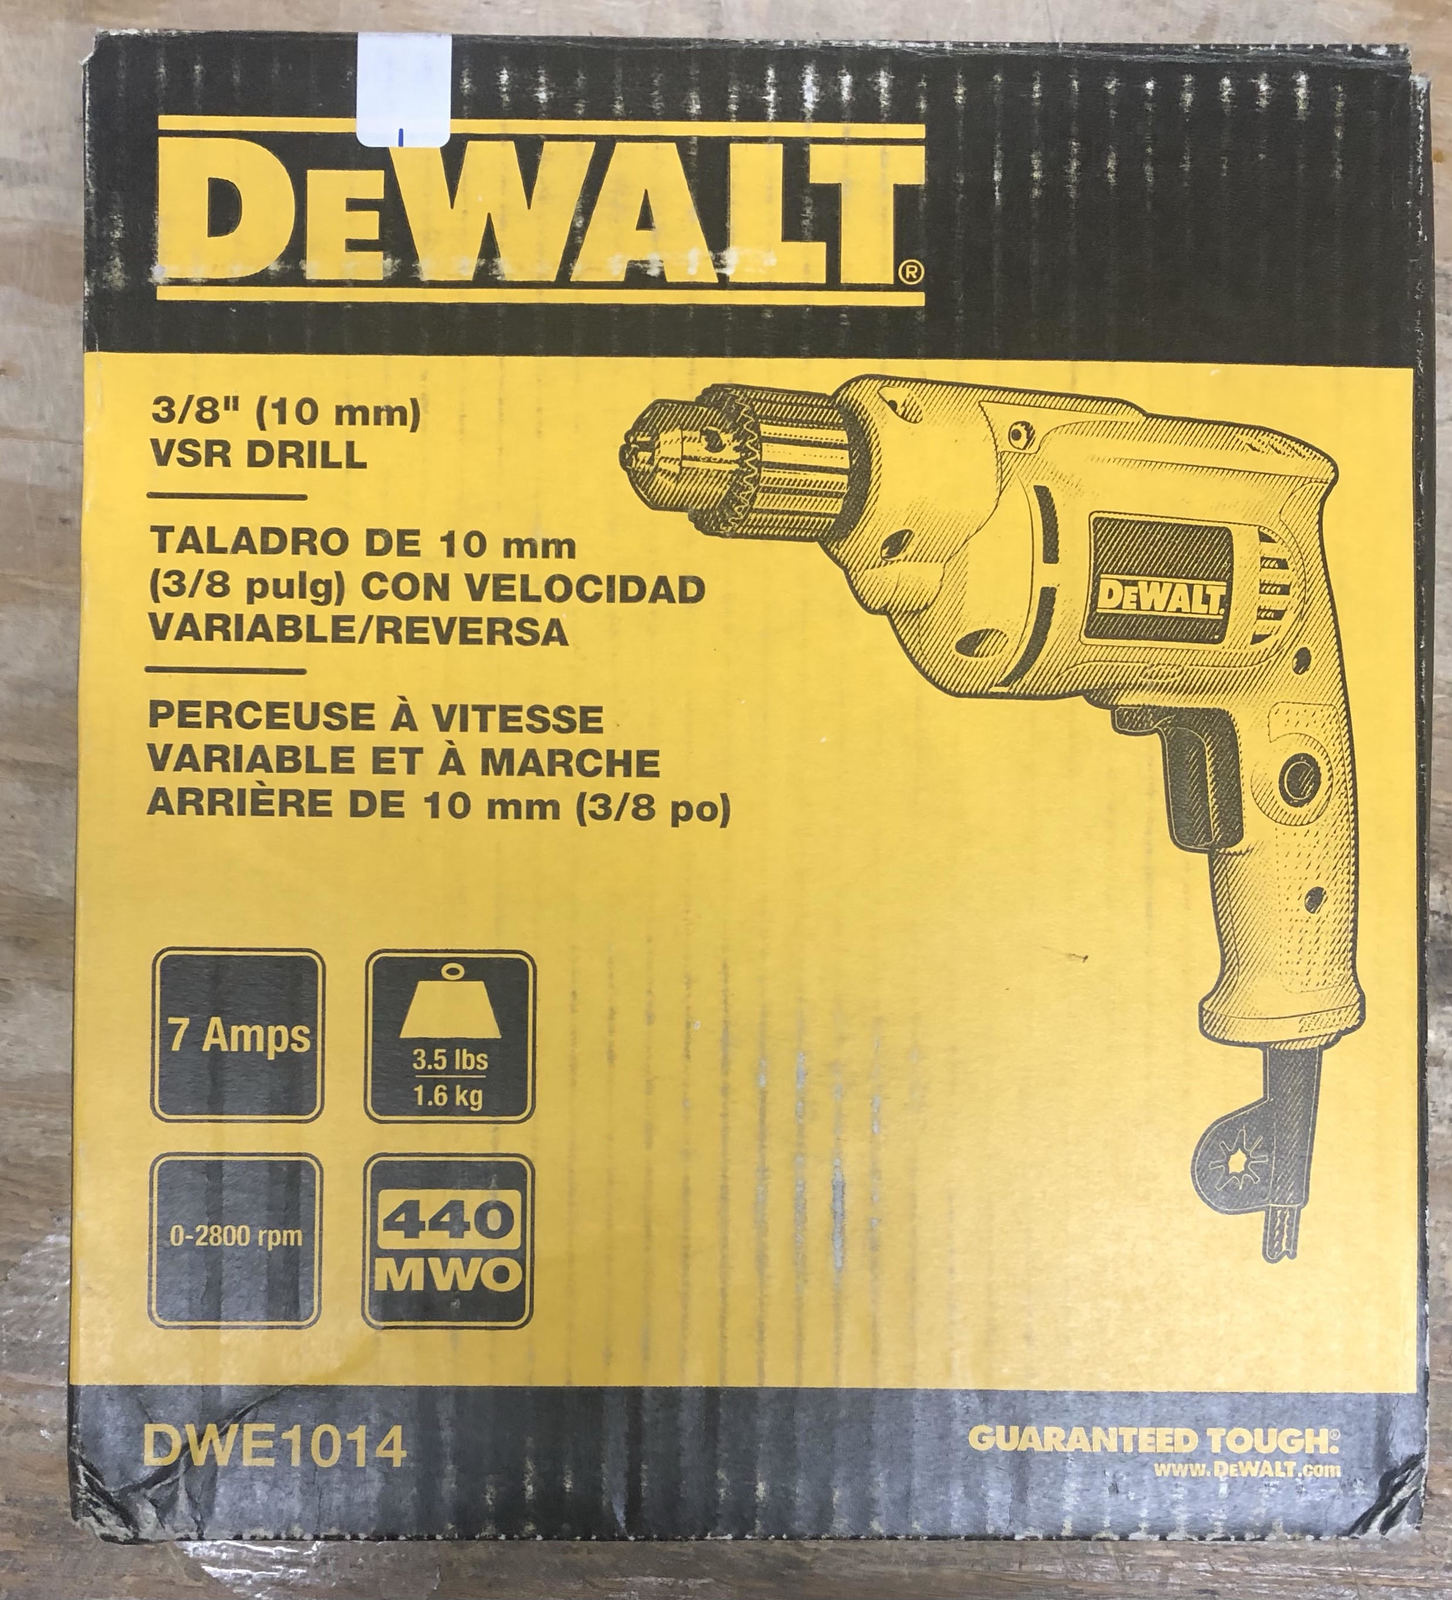 DEWALT®
3/8" (10 mm)
VSR DRILL
TALADRO DE 10 mm
(3/8 pulg) CON VELOCIDAD
VARIABLE/REVERSA
PERCEUSE À VITESSE
VARIABLE ET À MARCHE
ARRIÈRE DE 10 mm (3/8 po)
DEWALT
7 Amps
3.5 lbs
1.6 kg
0-2800 rpm
440
MWO
DWE1014
GUARANTEED TOUGH.®
www.DEWALT.com